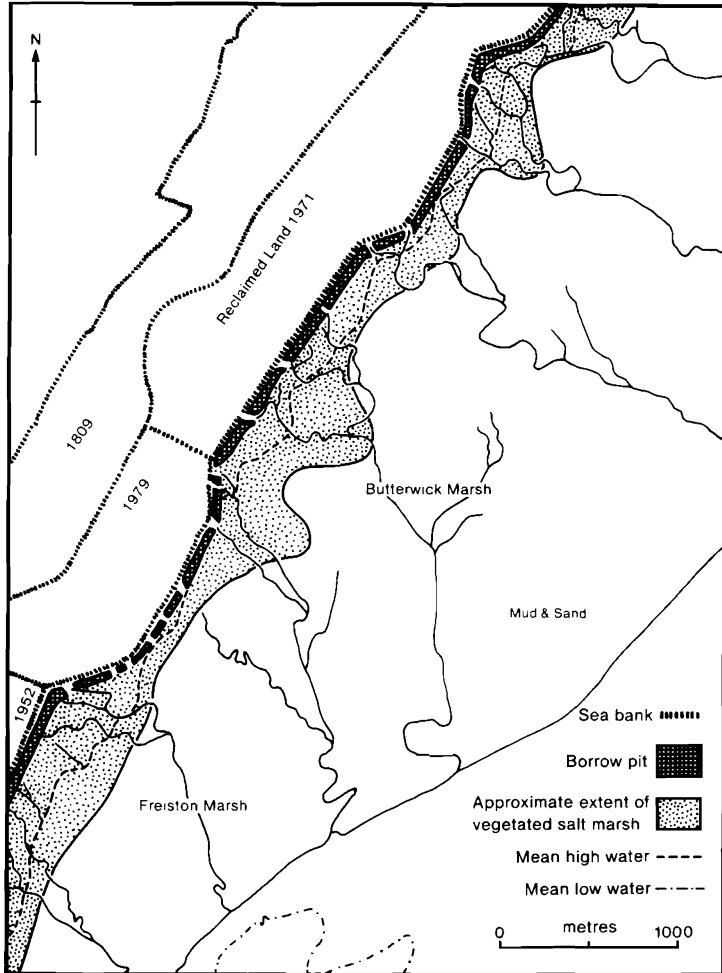 N
Reclaimed Land 1971
1809
1979
1952
Butterwick Marsh
Mud & Sand
Freiston Marsh
Sea bank
Borrow pit
Approximate extent of
vegetated salt marsh
Mean high water
Mean low water
metres
0 1000